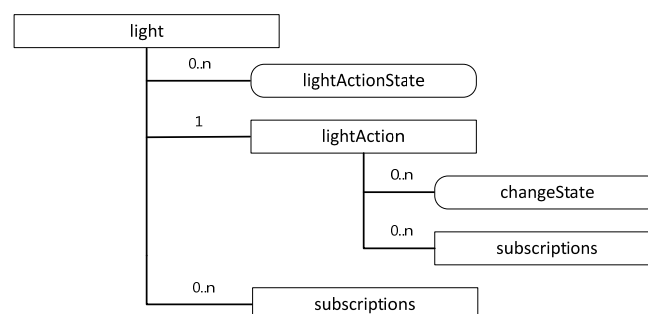 light
0..n
lightActionState
1
lightAction
0..n
changeState
0..n
subscriptions
0..n
subscriptions